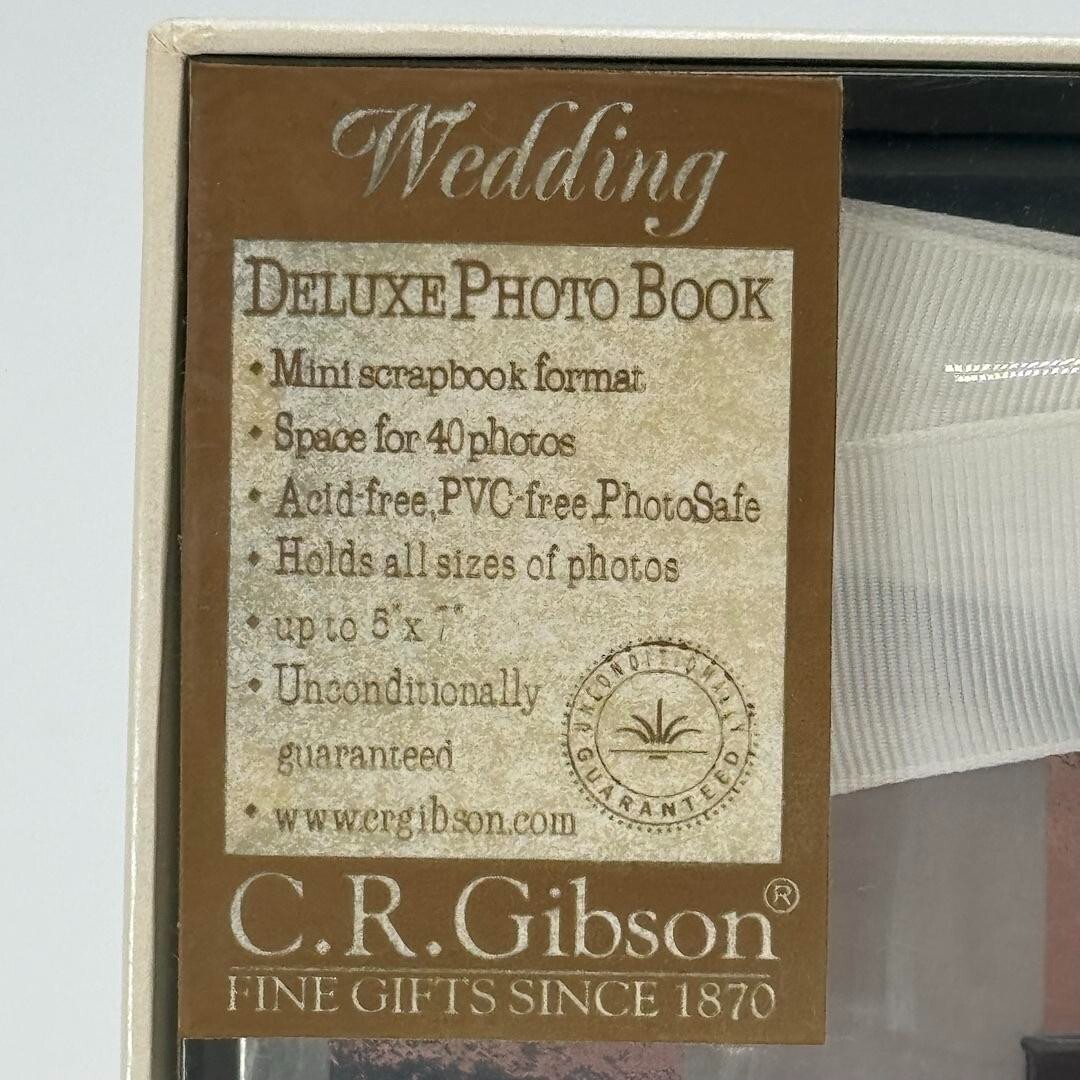 Wedding
DELUXE PHOTO BOOK
• Mini scrapbook format
• Space for 40 photos
• Acid-free, PVC-free, PhotoSafe
• Holds all sizes of photos
• up to 5" x 7"
• Unconditionally
guaranteed
UNCONDITIONALLY
GUARANTEED
• www.crgibson.com
C.R. Gibson®
FINE GIFTS SINCE 1870